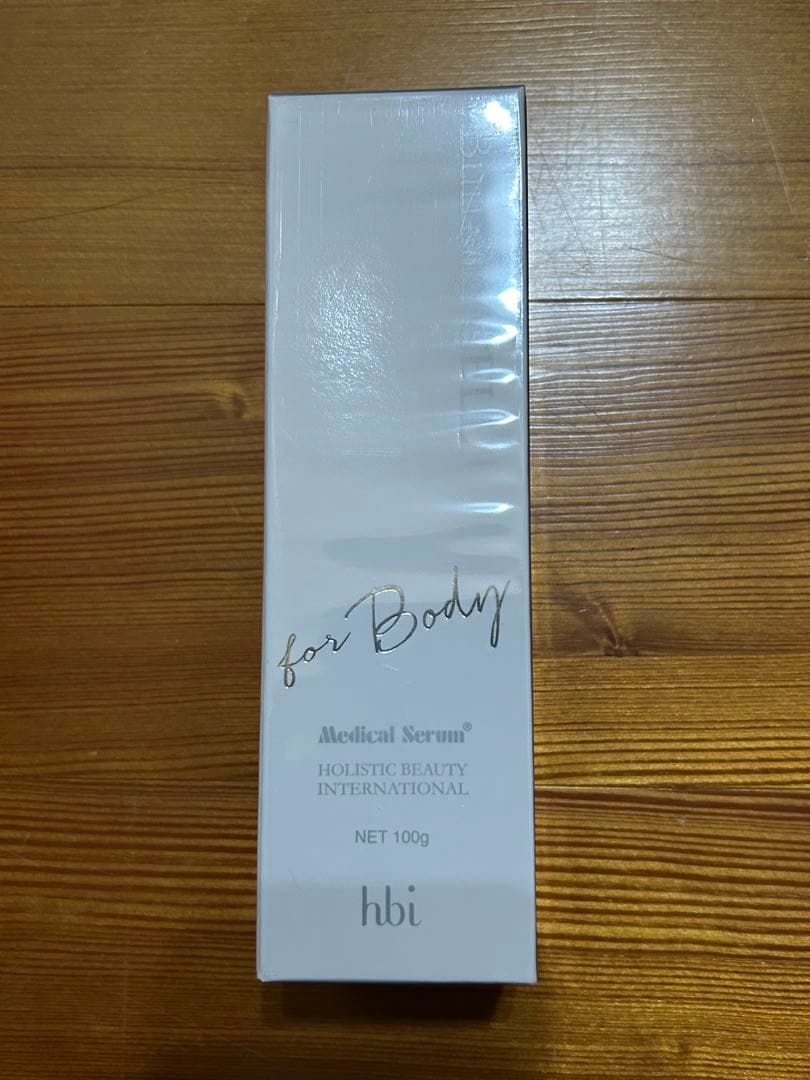 for Body
Medical Serum®
HOLISTIC BEAUTY
INTERNATIONAL
NET 100g
hbi